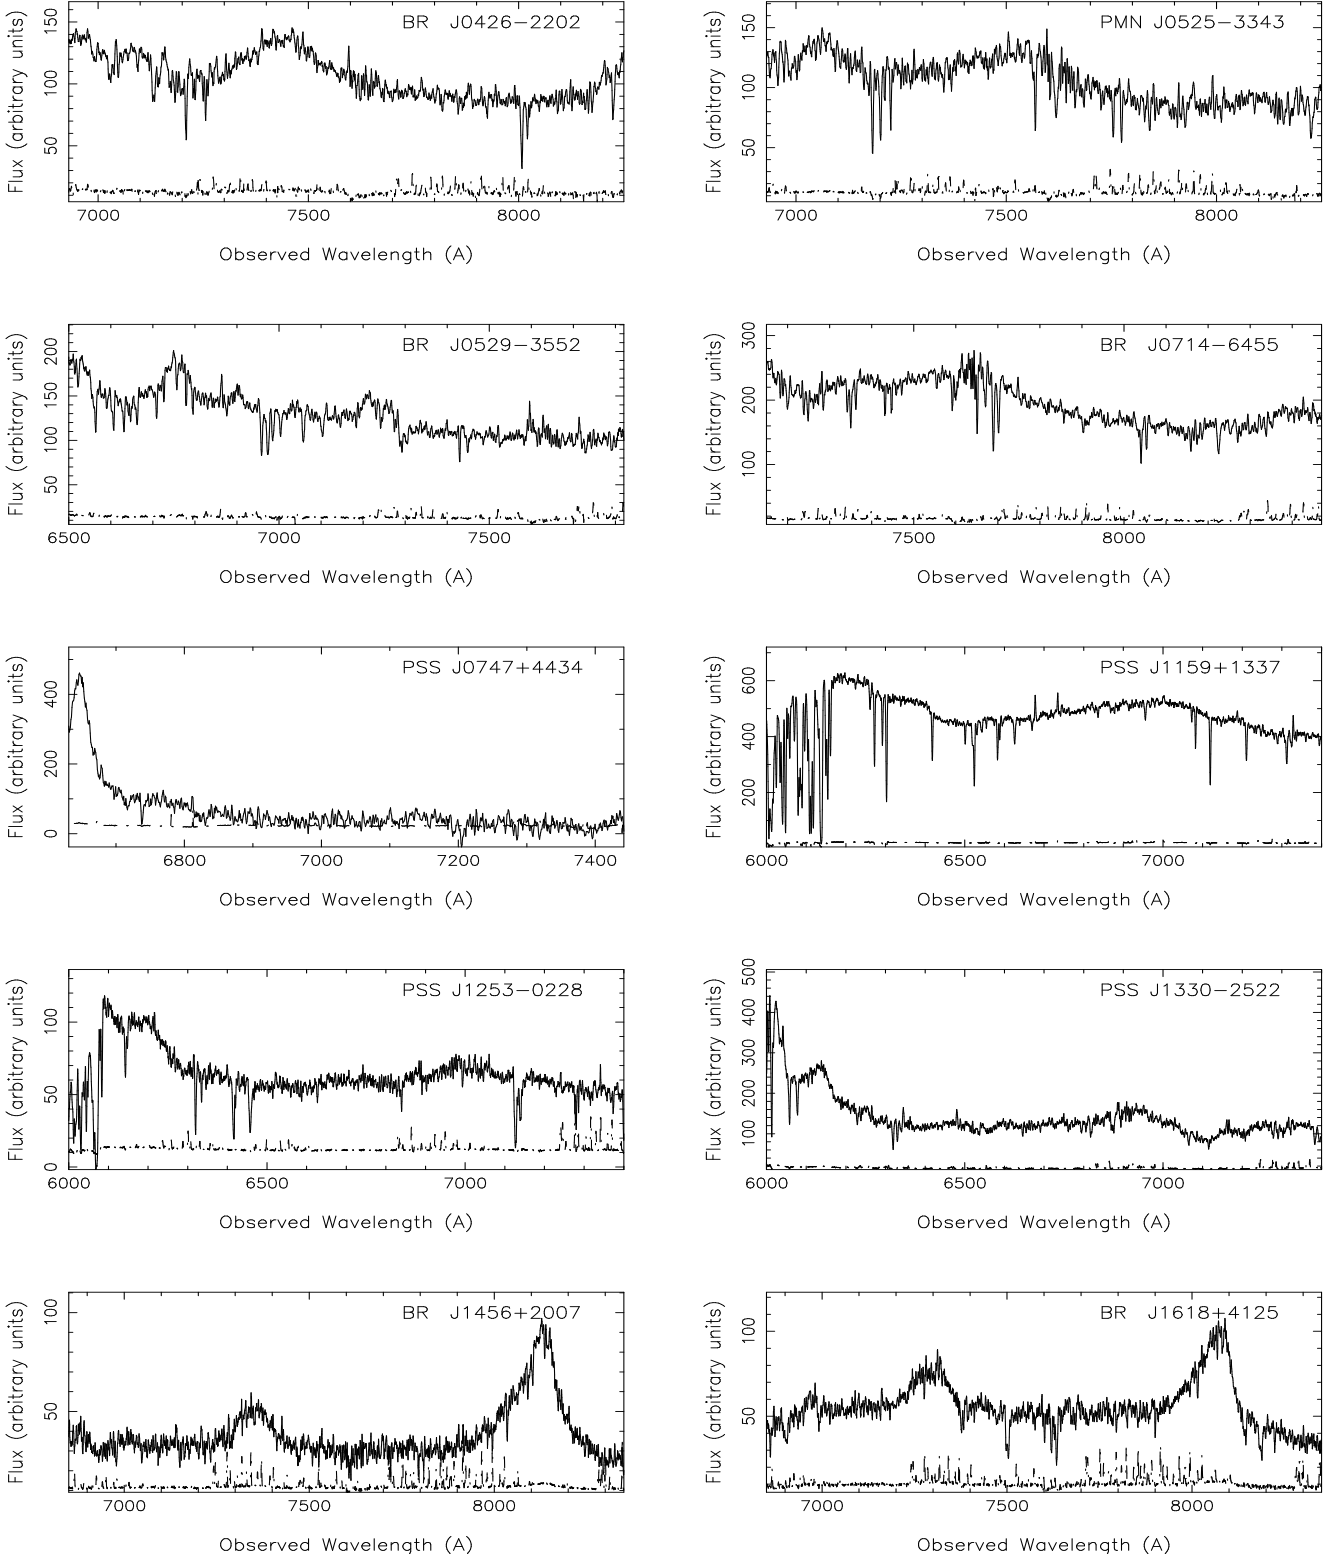 BR J0426−2202
Flux (arbitrary units)
50 100 150
7000 7500 8000
Observed Wavelength (A)
PMN J0525−3343
Flux (arbitrary units)
50 100 150
7000 7500 8000
Observed Wavelength (A)
BR J0529−3552
Flux (arbitrary units)
50 100 150 200
6500 7000 7500
Observed Wavelength (A)
BR J0714−6455
Flux (arbitrary units)
100 200 300
7500 8000
Observed Wavelength (A)
PSS J0747+4434
Flux (arbitrary units)
0 200 400
6800 7000 7200 7400
Observed Wavelength (A)
PSS J1159+1337
Flux (arbitrary units)
200 400 600
6000 6500 7000
Observed Wavelength (A)
PSS J1253−0228
Flux (arbitrary units)
0 50 100
6000 6500 7000
Observed Wavelength (A)
PSS J1330−2522
Flux (arbitrary units)
100 200 300 400 500
6000 6500 7000
Observed Wavelength (A)
BR J1456+2007
Flux (arbitrary units)
50 100
7000 7500 8000
Observed Wavelength (A)
BR J1618+4125
Flux (arbitrary units)
50 100
7000 7500 8000
Observed Wavelength (A)